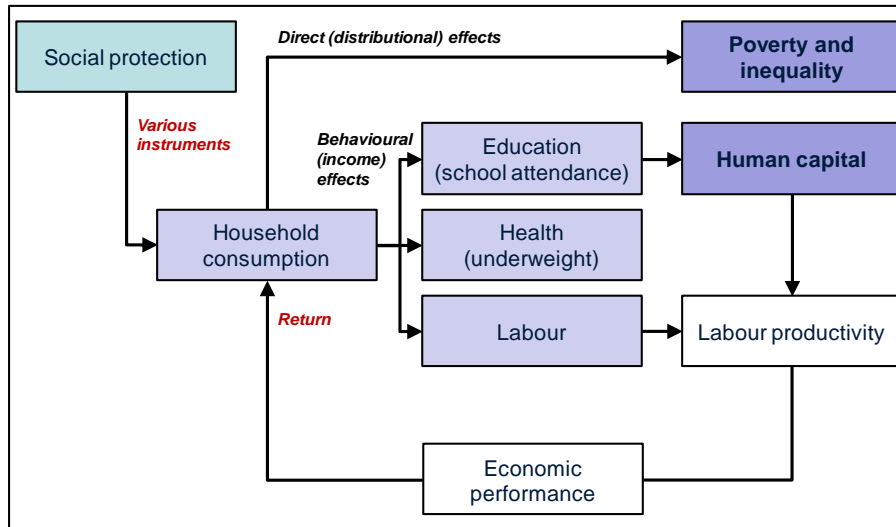 Social protection
Direct (distributional) effects
Poverty and
inequality
Various
instruments
Behavioural
(income)
effects
Education
(school attendance)
Human capital
Household
consumption
Health
(underweight)
Return
Labour
Labour productivity
Economic
performance